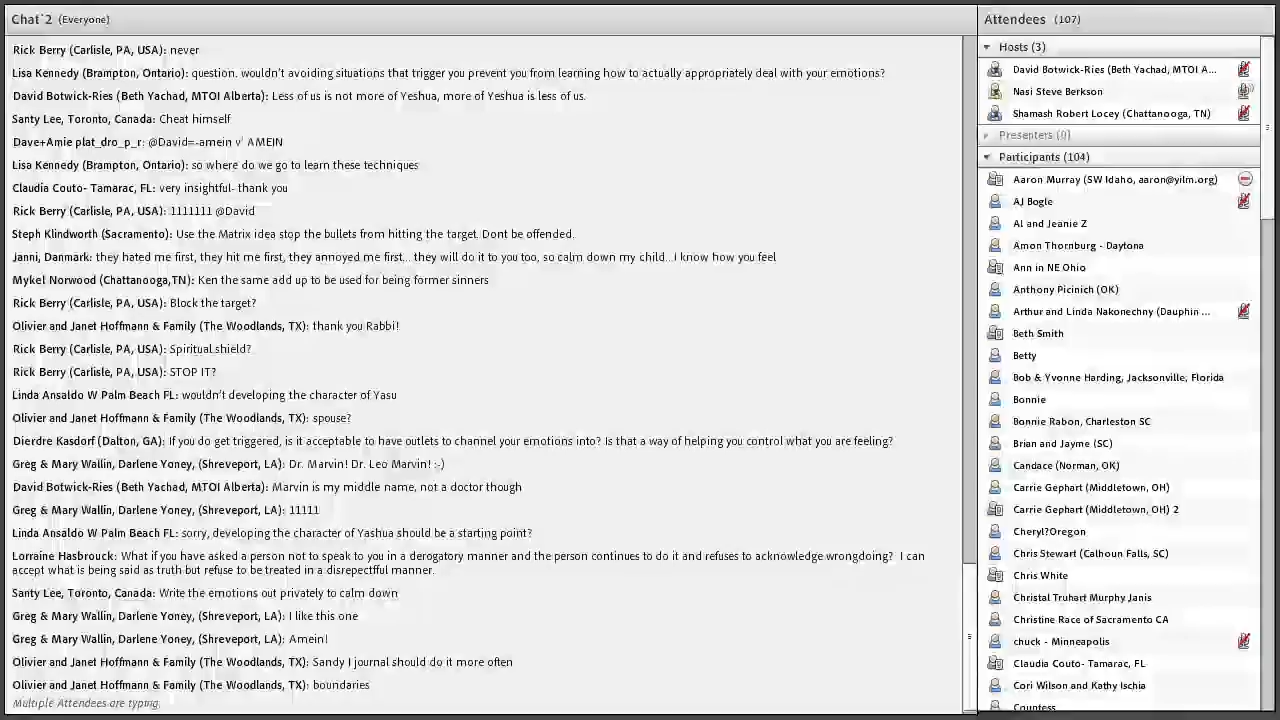 Chat 2 (Everyone)
Rick Berry (Carlisle, PA, USA): never
Lisa Kennedy (Brampton, Ontario): question. wouldn't avoiding situations that trigger you prevent you from learning how to actually appropriately deal with your emotions?
David Botwick-Ries (Beth Yachad, MTOI Alberta): Less of us is not more of Yeshua, more of Yeshua is less of us.
Santy Lee, Toronto, Canada: Cheat himself
Dave+Amie plat_dro_p_r: @David=-amein v' AMEIN
Lisa Kennedy (Brampton, Ontario): so where do we go to learn these techniques
Claudia Couto- Tamarac, FL: very insightful- thank you
Rick Berry (Carlisle, PA, USA): 1111111 @David
Steph Klindworth (Sacramento): Use the Matrix idea stop the bullets from hitting the target. Dont be offended.
Janni, Danmark: they hated me first, they hit me first, they annoyed me first... they will do it to you too, so calm down my child...I know how you feel
Mykel Norwood (Chattanooga,TN): Ken the same add up to be used for being former sinners
Rick Berry (Carlisle, PA, USA): Block the target?
Olivier and Janet Hoffmann & Family (The Woodlands, TX): thank you Rabbi!
Rick Berry (Carlisle, PA, USA): Spiritual shield?
Rick Berry (Carlisle, PA, USA): STOP IT?
Linda Ansaldo W Palm Beach FL: wouldn't developing the character of Yasu
Olivier and Janet Hoffmann & Family (The Woodlands, TX): spouse?
Dierdre Kasdorf (Dalton, GA): If you do get triggered, is it acceptable to have outlets to channel your emotions into? Is that a way of helping you control what you are feeling?
Greg & Mary Wallin, Darlene Yoney, (Shreveport, LA): Dr. Marvin! Dr. Leo Marvin! :-)
David Botwick-Ries (Beth Yachad, MTOI Alberta): Marvin is my middle name, not a doctor though
Greg & Mary Wallin, Darlene Yoney, (Shreveport, LA): 11111
Linda Ansaldo W Palm Beach FL: sorry, developing the character of Yashua should be a starting point?
Lorraine Hasbrouck: What if you have asked a person not to speak to you in a derogatory manner and the person continues to do it and refuses to acknowledge wrongdoing? I can
accept what is being said as truth but refuse to be treated in a disrepectfful manner.
Santy Lee, Toronto, Canada: Write the emotions out privately to calm down
Greg & Mary Wallin, Darlene Yoney, (Shreveport, LA): I like this one
Greg & Mary Wallin, Darlene Yoney, (Shreveport, LA): Amein!
Olivier and Janet Hoffmann & Family (The Woodlands, TX): Sandy I journal should do it more often
Olivier and Janet Hoffmann & Family (The Woodlands, TX): boundaries
Multiple Attendees are typing.
Attendees (107)
Hosts (3)
David Botwick-Ries (Beth Yachad, MTOI A...
Nasi Steve Berkson
Shamash Robert Locey (Chattanooga, TN)
Presenters (0)
Participants (104)
Aaron Murray (SW Idaho, aaron@yilm.org)
AJ Bogle
Al and Jeanie Z
Amon Thornburg - Daytona
Ann in NE Ohio
Anthony Picinich (OK)
Arthur and Linda Nakonechny (Dauphin ...
Beth Smith
Betty
Bob & Yvonne Harding, Jacksonville, Florida
Bonnie
Bonnie Rabon, Charleston SC
Brian and Jayme (SC)
Candace (Norman, OK)
Carrie Gephart (Middletown, OH)
Carrie Gephart (Middletown, OH) 2
Cheryl?Oregon
Chris Stewart (Calhoun Falls, SC)
Chris White
Christal Truhart Murphy Janis
Christine Race of Sacramento CA
chuck - Minneapolis
Claudia Couto- Tamarac, FL
Cori Wilson and Kathy Ischia
Countess